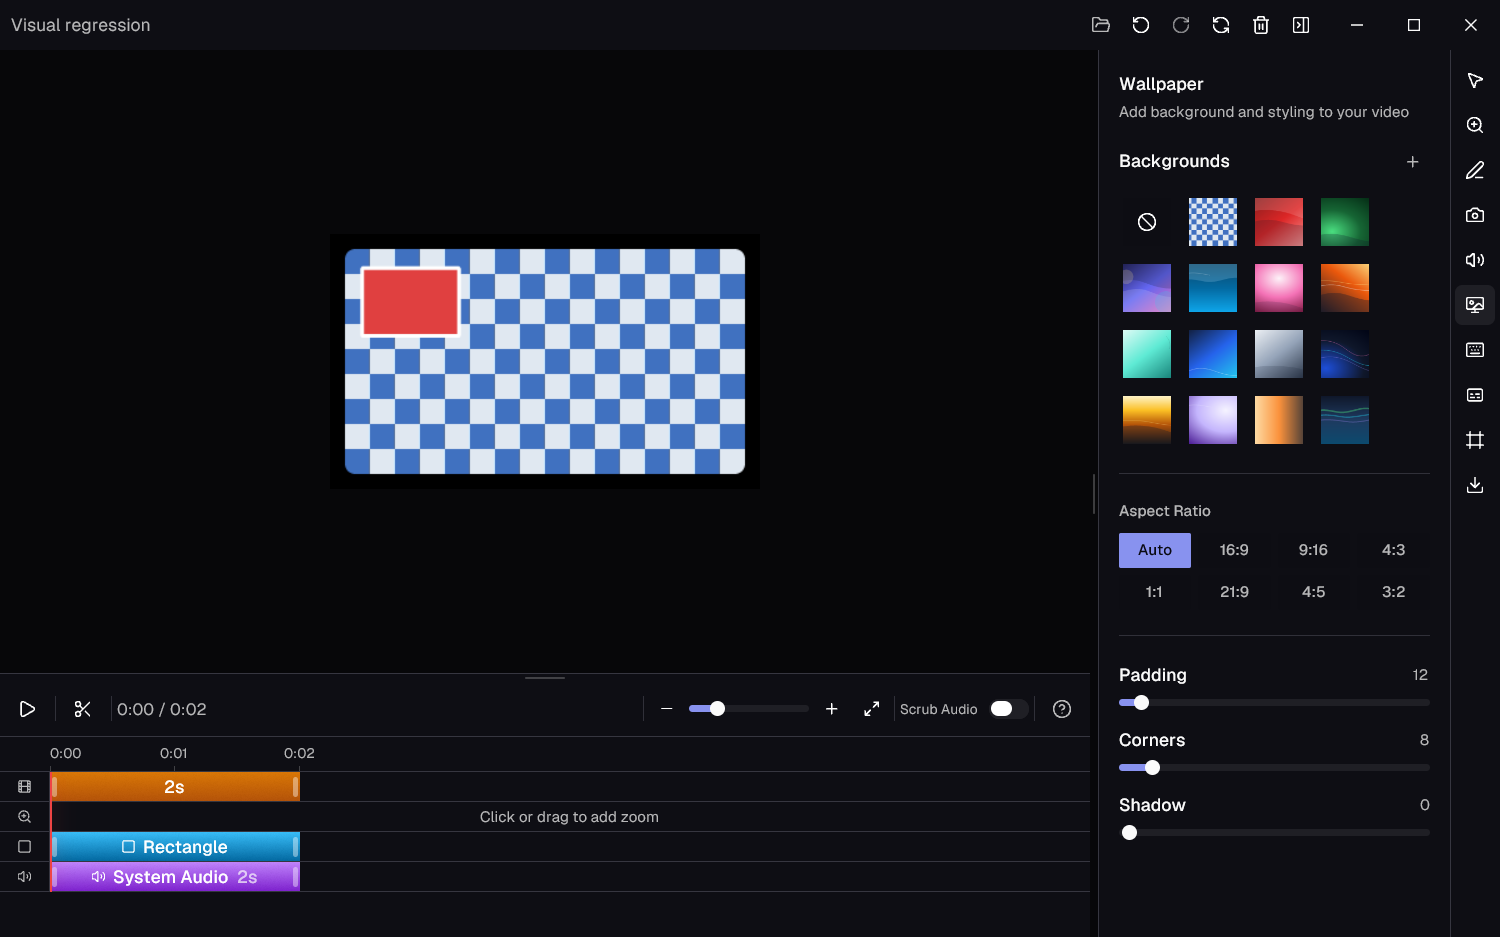 Visual regression
Wallpaper
Add background and styling to your video
Backgrounds
Aspect Ratio
Auto 16:9 9:16 4:3
1:1 21:9 4:5 3:2
Padding 12
Corners 8
Shadow 0
0:00 / 0:02
Scrub Audio
0:00 0:01 0:02
2s
Click or drag to add zoom
Rectangle
System Audio 2s